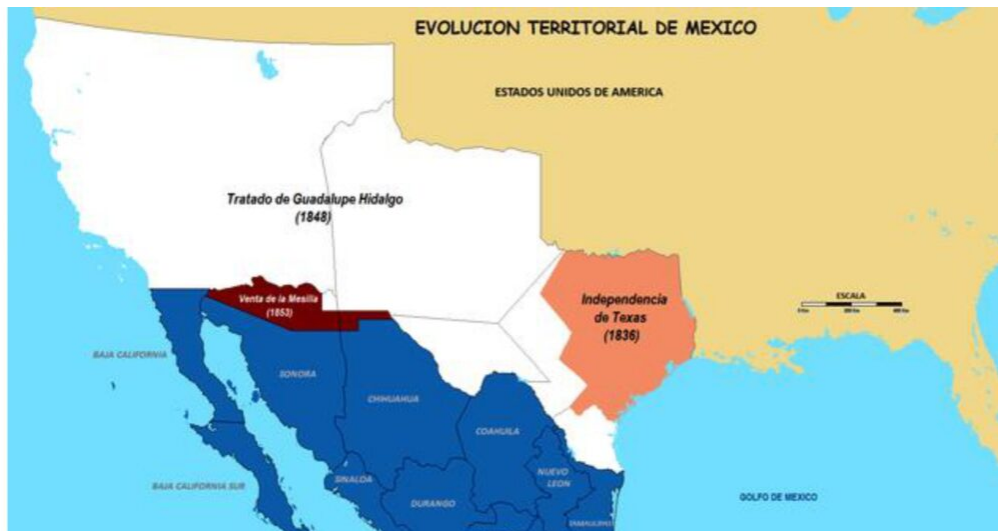 EVOLUCION TERRITORIAL DE MEXICO
ESTADOS UNIDOS DE AMERICA
Tratado de Guadalupe Hidalgo
(1848)
Venta de la Mesilla
(1853)
Independencia
de Texas
(1836)
ESCALA
BAJA CALIFORNIA
SONORA
CHIHUAHUA
COAHUILA
BAJA CALIFORNIA SUR
SINALOA
DURANGO
NUEVO
LEON
TAMAULIPAS
GOLFO DE MEXICO